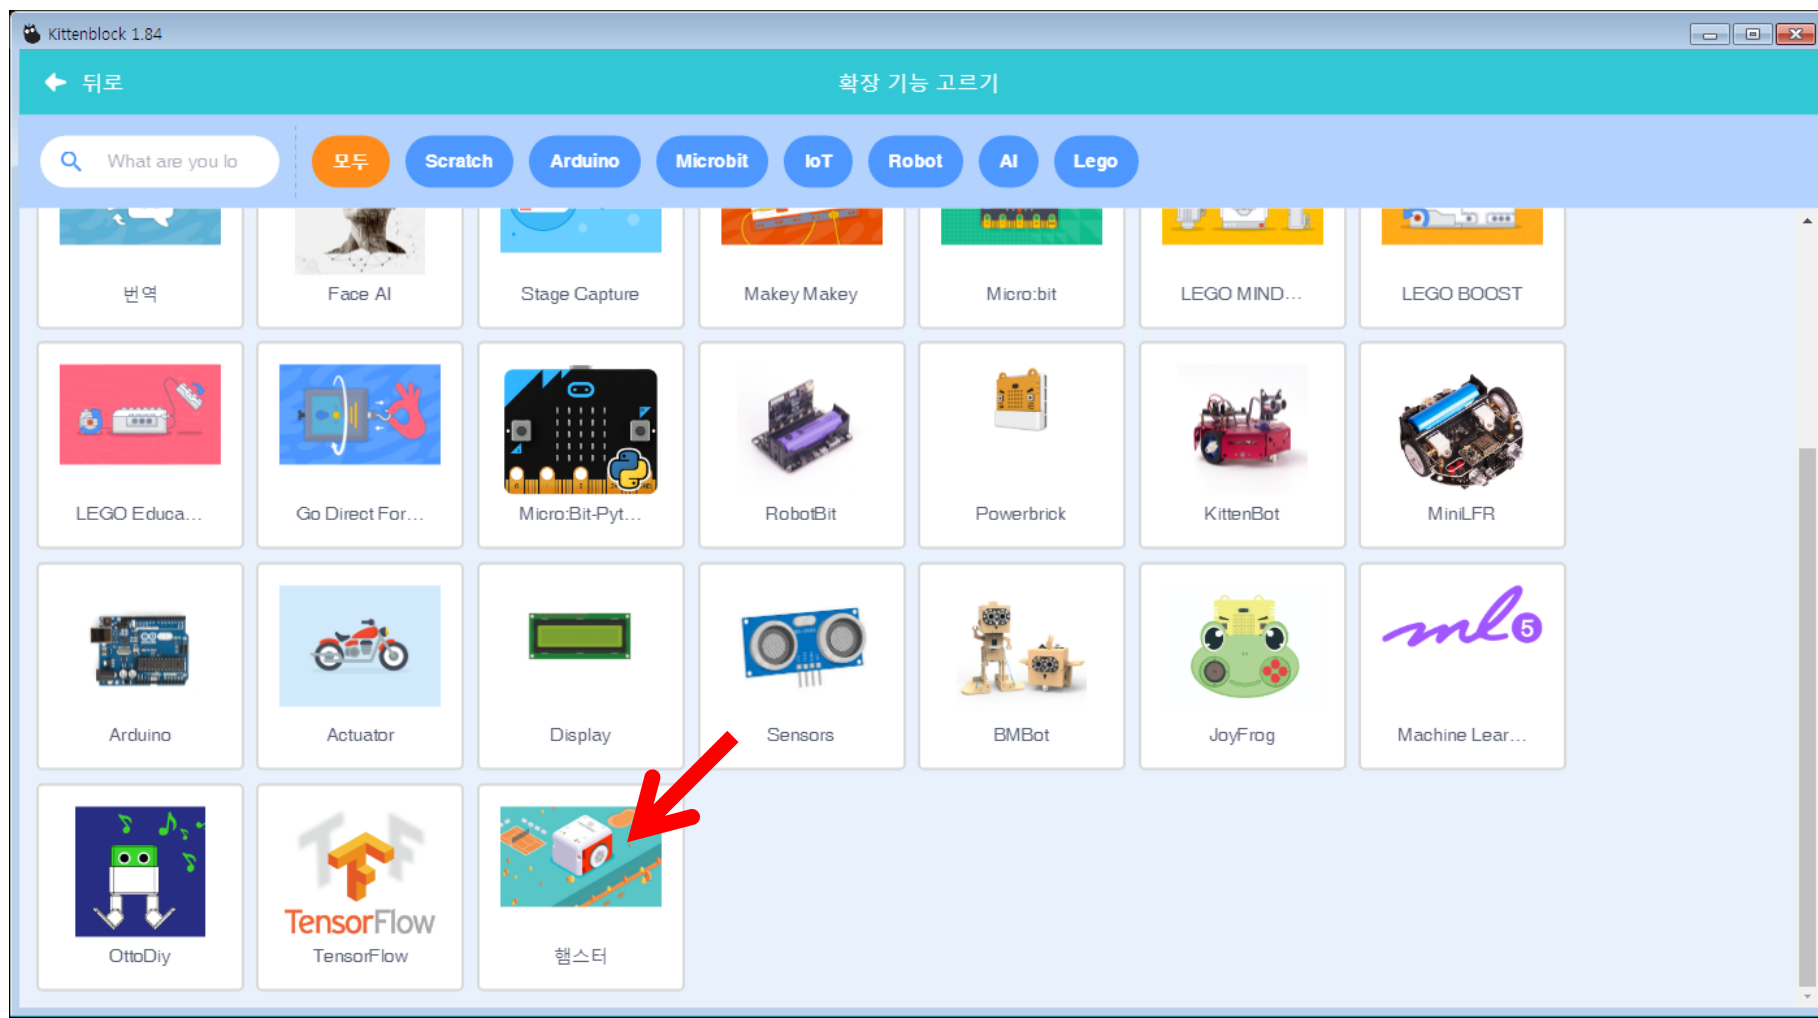 Kittenblock 1.84
뒤로
확장 기능 고르기
What are you lo
모두
Scratch
Arduino
Microbit
IoT
Robot
AI
Lego
번역
Face AI
Stage Capture
Makey Makey
Micro:bit
LEGO MIND...
LEGO BOOST
LEGO Educa...
Go Direct For...
Micro:Bit-Pyt...
RobotBit
Powerbrick
KittenBot
MiniLFR
Arduino
Actuator
Display
Sensors
BMBot
JoyFrog
ml5
Machine Lear...
OttoDiy
TensorFlow
TensorFlow
햄스터